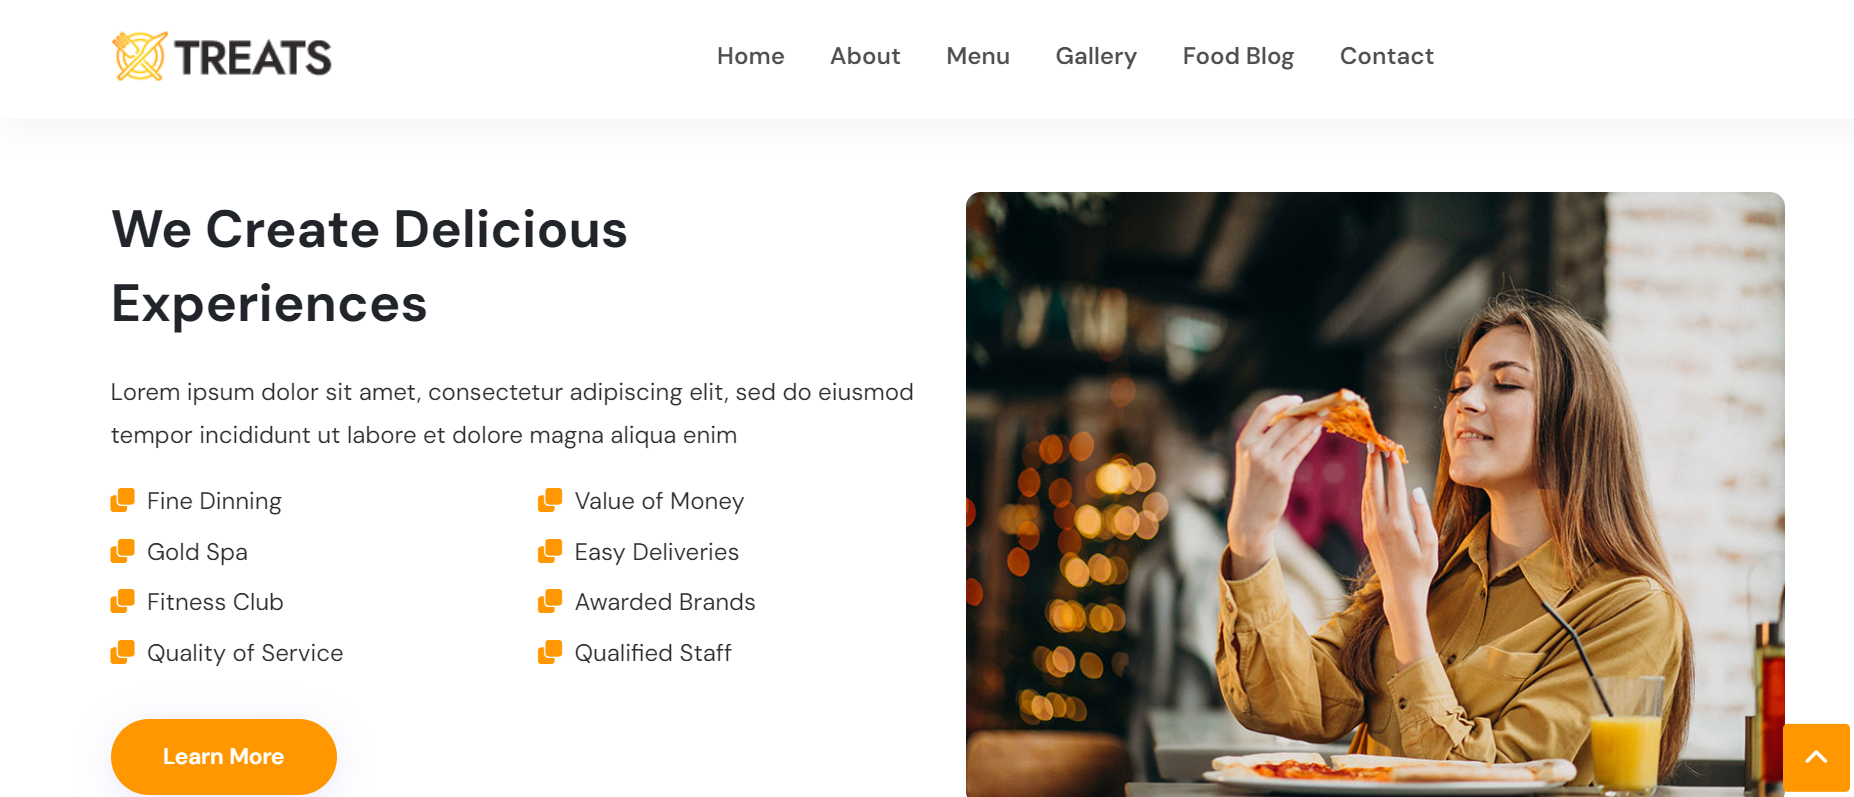 TREATS
Home About Menu Gallery Food Blog Contact
We Create Delicious
Experiences
Lorem ipsum dolor sit amet, consectetur adipiscing elit, sed do eiusmod
tempor incididunt ut labore et dolore magna aliqua enim
Fine Dinning
Gold Spa
Fitness Club
Quality of Service
Value of Money
Easy Deliveries
Awarded Brands
Qualified Staff
Learn More